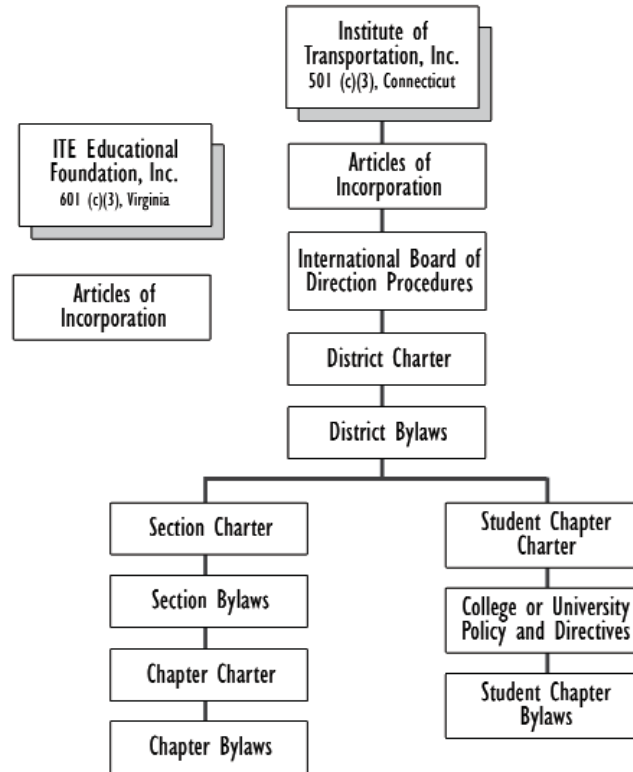 Institute of
Transportation, Inc.
501 (c)(3), Connecticut
ITE Educational
Foundation, Inc.
601 (c)(3), Virginia
Articles of
Incorporation
Articles of
Incorporation
International Board of
Direction Procedures
District Charter
District Bylaws
Section Charter
Section Bylaws
Chapter Charter
Chapter Bylaws
Student Chapter
Charter
College or University
Policy and Directives
Student Chapter
Bylaws